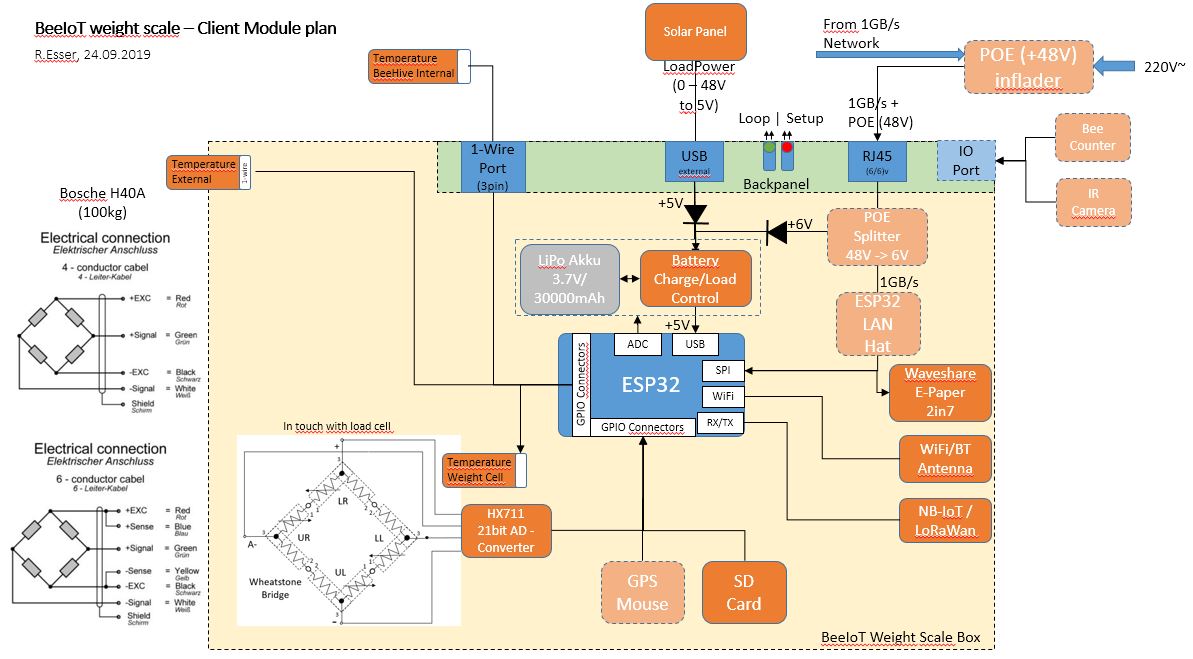 BeeIoT weight scale – Client Module plan
R.Esser, 24.09.2019
Temperature
BeeHive Internal
Solar Panel
LoadPower
(0 – 48V
to 5V)
From 1GB/s
Network
POE (+48V)
inflader
220V~
Loop | Setup
1GB/s +
POE (48V)
Bee
Counter
IR
Camera
Temperature
External
1-wire
1-Wire
Port
(3pin)
USB
external
Backpanel
RJ45
(6/6)v
IO
Port
Bosche H40A
(100kg)
+5V
+6V
POE
Splitter
48V -> 6V
LiPo Akku
3.7V/
30000mAh
Battery
Charge/Load
Control
1GB/s
ESP32
LAN
Hat
+5V
ADC
USB
GPIO Connectors
ESP32
SPI
WiFi
RX/TX
GPIO Connectors
Waveshare
E-Paper
2in7
WiFi/BT
Antenna
NB-IoT /
LoRaWan
Electrical connection
Elektrischer Anschluss
4 - conductor cabel
4 - Leiter-Kabel
+EXC = Red
Rot
+Signal = Green
Grün
-EXC = Black
Schwarz
-Signal = White
Weiß
Shield
Schirm
Electrical connection
Elektrischer Anschluss
6 - conductor cabel
6 - Leiter-Kabel
+EXC = Red
Rot
+Sense = Blue
Blau
+Signal = Green
Grün
-Sense = Yellow
Gelb
-EXC = Black
Schwarz
-Signal = White
Weiß
Shield
Schirm
In touch with load cell
+
3
LR
1
2
A-
3
UR
LL
3
UL
Wheatstone
Bridge
3
-
Temperature
Weight Cell
HX711
21bit AD -
Converter
GPS
Mouse
SD
Card
BeeIoT Weight Scale Box